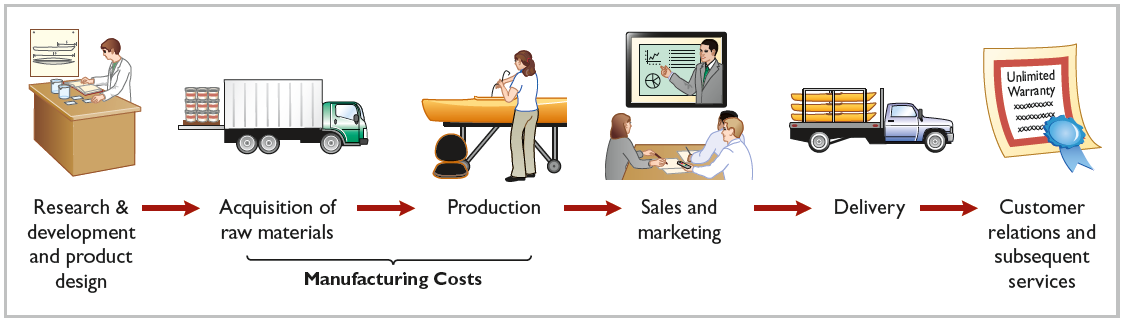 Unlimited
Warranty
Research &
development
and product
design
Acquisition of
raw materials
Production
Sales and
marketing
Delivery
Customer
relations and
subsequent
services
Manufacturing Costs